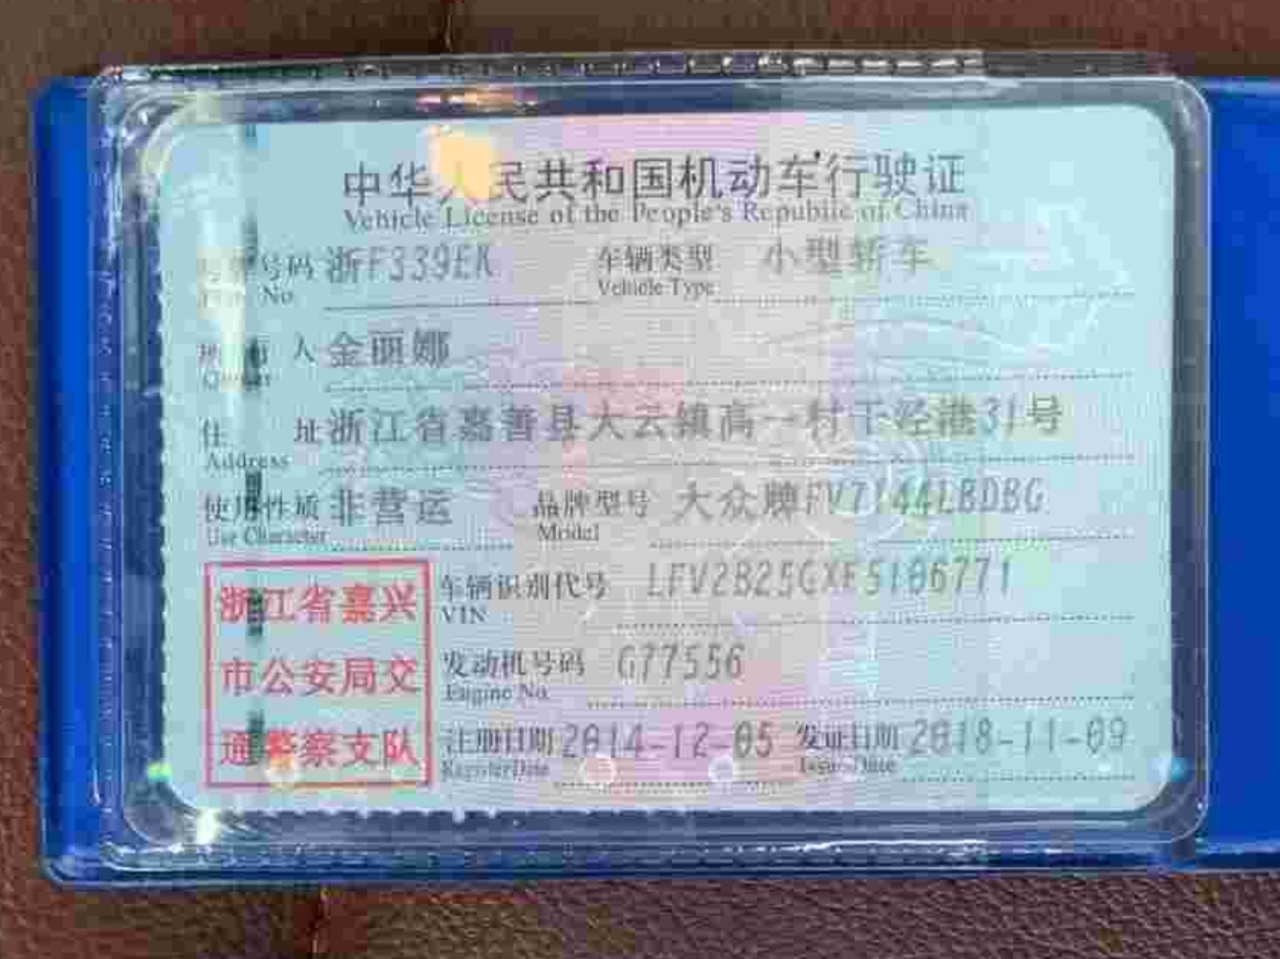 中华人民共和国机动车行驶证
Vehicle License of the People's Republic of China
号码 浙F339EK 车辆类型 小型轿车
No. Vehicle Type
所有人 金丽娜
Owner
住 址 浙江省嘉善县大云镇高一村干泾港31号
Address
使用性质 非营运 品牌型号 大众牌FV7144LBDBG
Use Character Model
浙江省嘉兴 车辆识别代号 LFV2B25GXE5106771
VIN
市公安局交 发动机号码 G77556
Engine No.
通警察支队 注册日期 2014-12-05 发证日期 2018-11-09
Register Date Issue Date